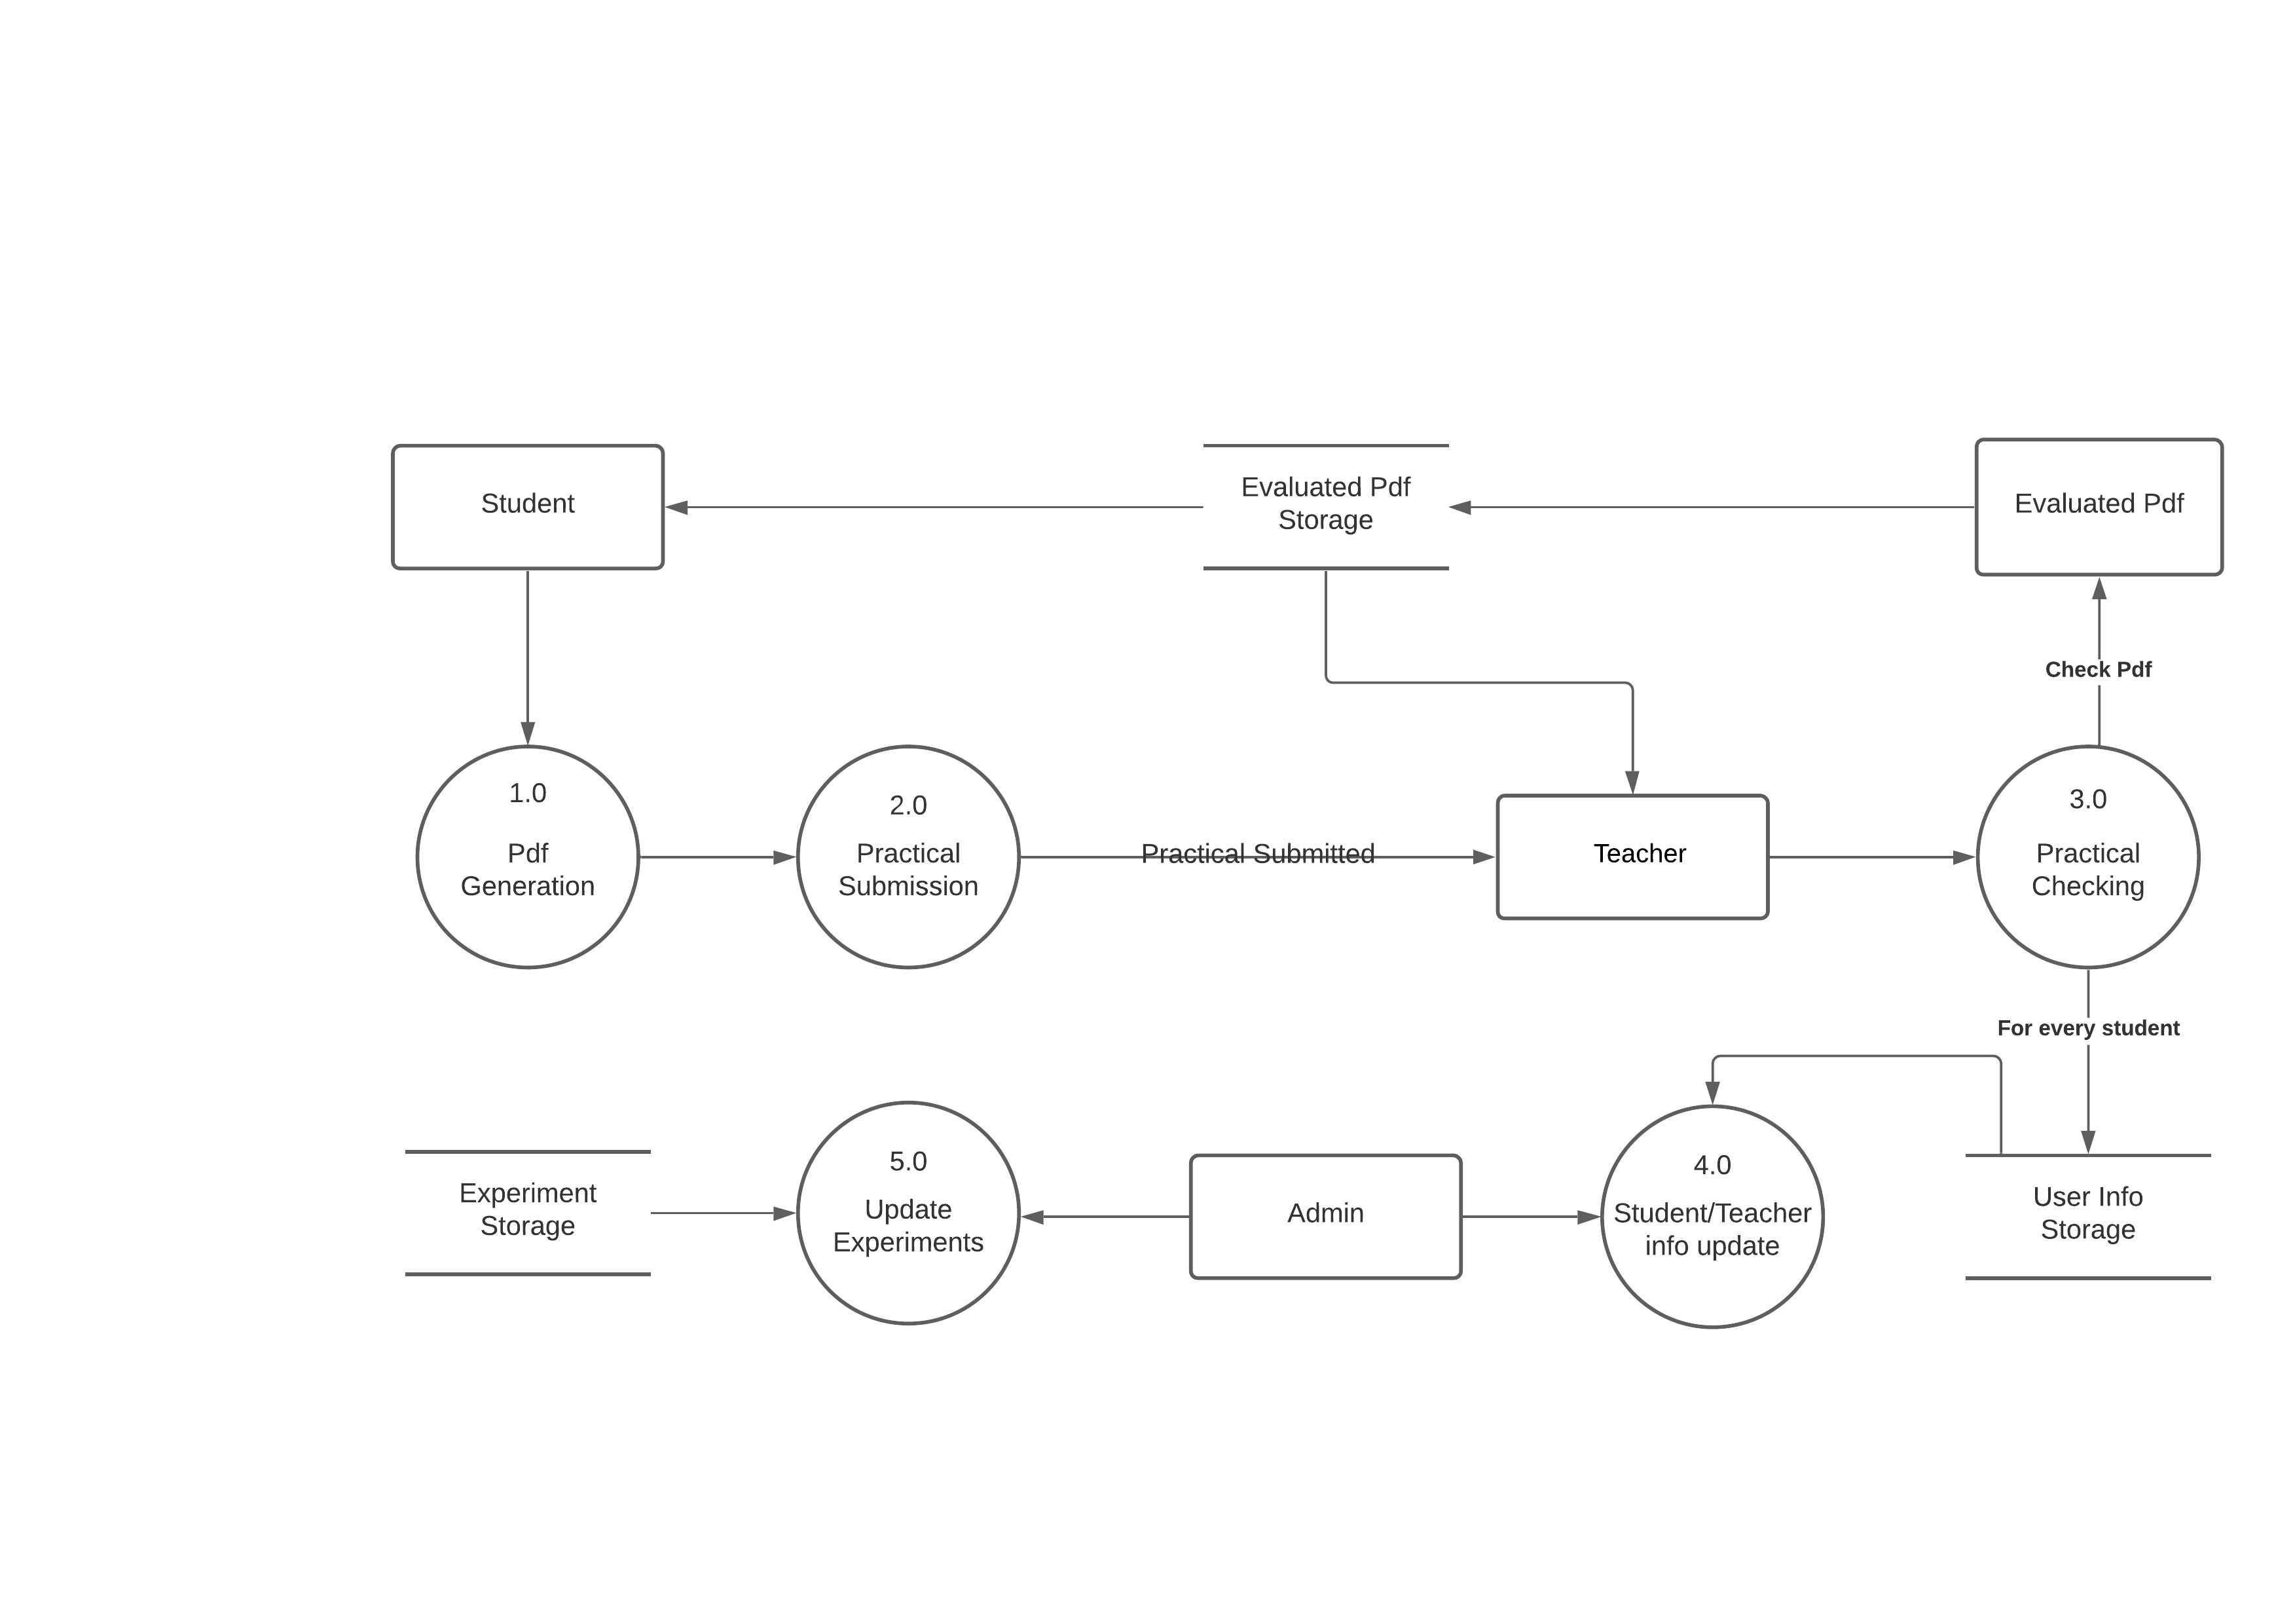 Student
Evaluated Pdf
Storage
Evaluated Pdf
Check Pdf
1.0
Pdf
Generation
2.0
Practical
Submission
Practical Submitted
Teacher
3.0
Practical
Checking
For every student
Experiment
Storage
5.0
Update
Experiments
Admin
4.0
Student/Teacher
info update
User Info
Storage